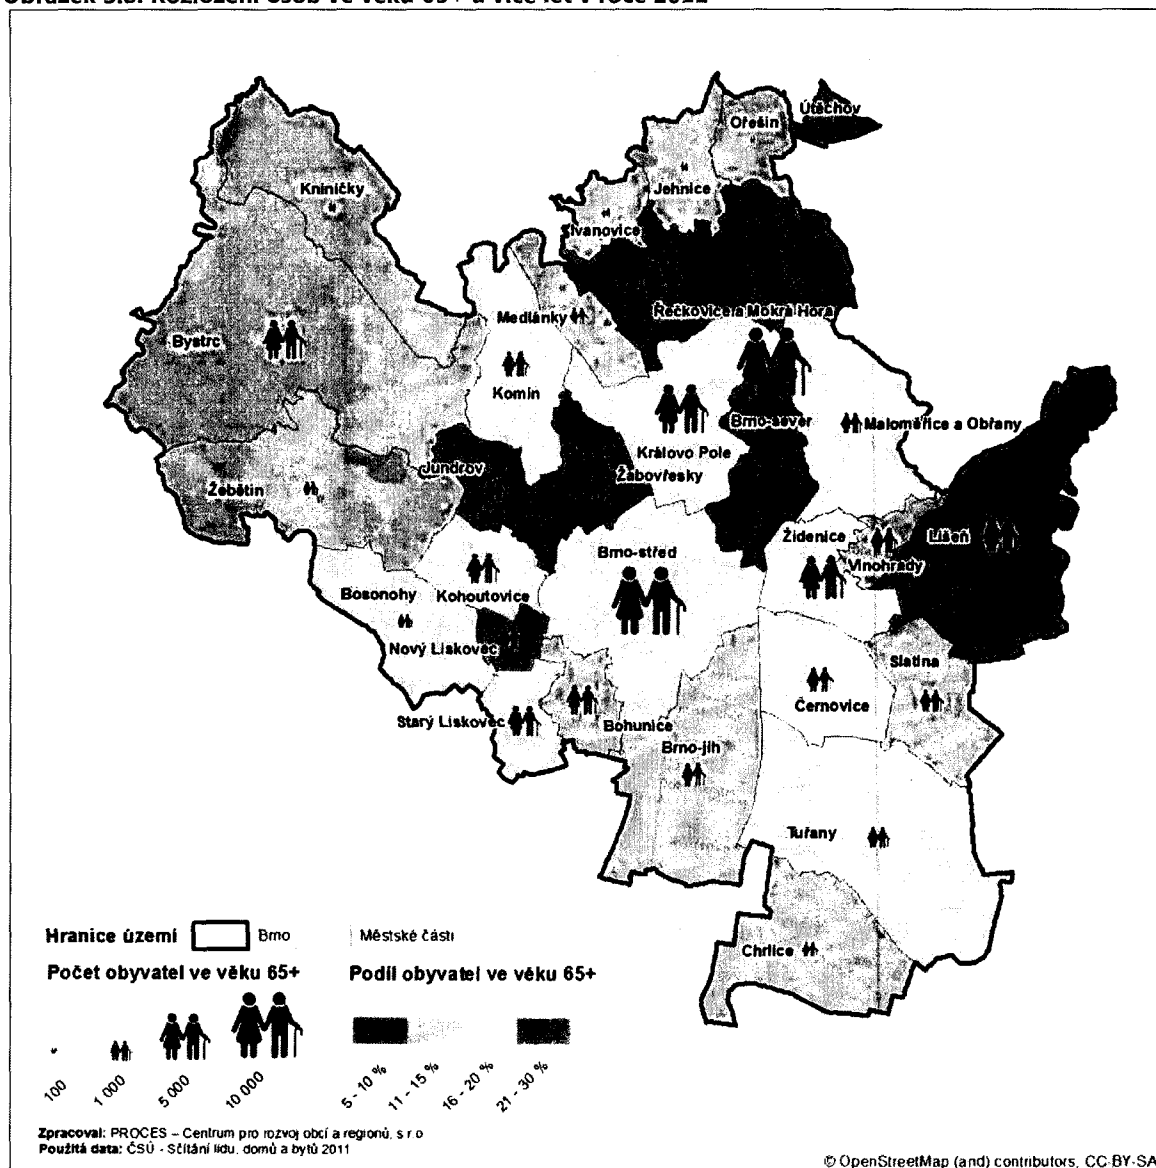 Útěchov
Ořešín
Kníničky
Jehnice
Ivanovice
Řečkovice a Mokrá Hora
Medlánky
Bystrc
Komín
Brno-sever
Maloměřice a Obřany
Královo Pole
Jundrov
Žabovřesky
Žebětín
Líšeň
Židenice
Brno-střed
Vinohrady
Bosonohy
Kohoutovice
Nový Lískovec
Slatina
Černovice
Starý Lískovec
Bohunice
Brno-jih
Tuřany
Chrlice
Hranice území Brno Městské části
Počet obyvatel ve věku 65+ Podíl obyvatel ve věku 65+
100 1 000 5 000 10 000 5 - 10 % 11 - 15 % 16 - 20 % 21 - 30 %
Zpracoval: PROCES – Centrum pro rozvoj obcí a regionů, s r.o
Použitá data: ČSÚ - Sčítání lidu, domů a bytů 2011
© OpenStreetMap (and) contributors, CC-BY-SA